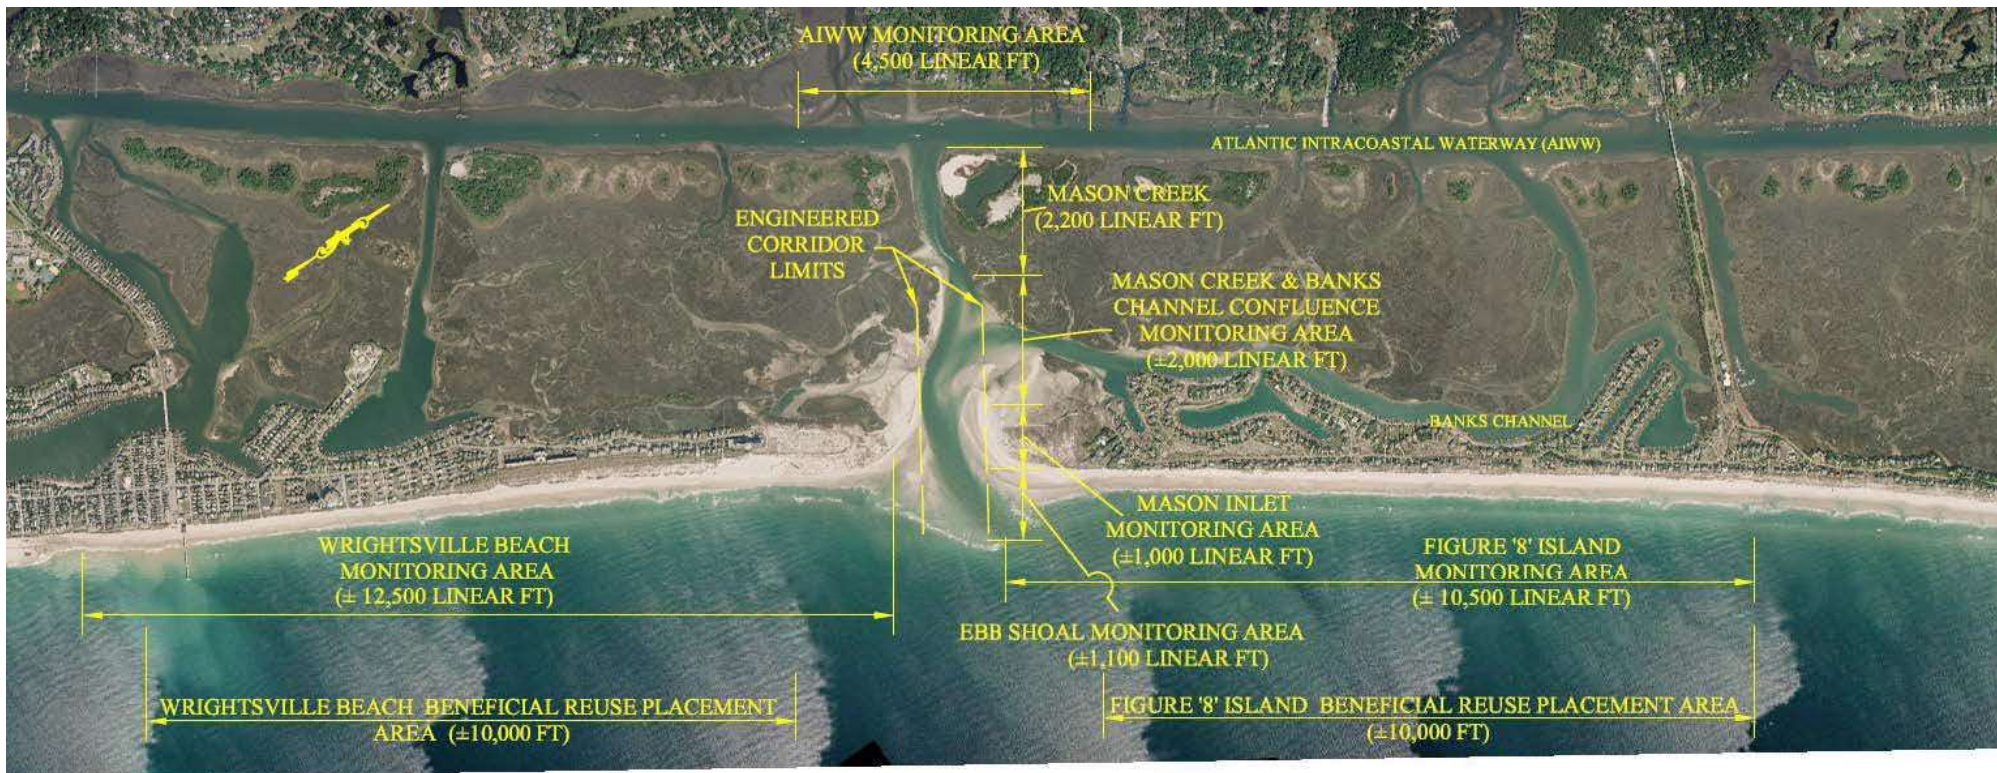 AIWW MONITORING AREA
(4,500 LINEAR FT)
ATLANTIC INTRACOASTAL WATERWAY (AIWW)
MASON CREEK
(2,200 LINEAR FT)
ENGINEERED
CORRIDOR
LIMITS
MASON CREEK & BANKS
CHANNEL CONFLUENCE
MONITORING AREA
(±2,000 LINEAR FT)
BANKS CHANNEL
MASON INLET
MONITORING AREA
(±1,000 LINEAR FT)
WRIGHTSVILLE BEACH
MONITORING AREA
(± 12,500 LINEAR FT)
FIGURE '8' ISLAND
MONITORING AREA
(± 10,500 LINEAR FT)
EBB SHOAL MONITORING AREA
(±1,100 LINEAR FT)
WRIGHTSVILLE BEACH BENEFICIAL REUSE PLACEMENT
AREA (±10,000 FT)
FIGURE '8' ISLAND BENEFICIAL REUSE PLACEMENT AREA
(±10,000 FT)